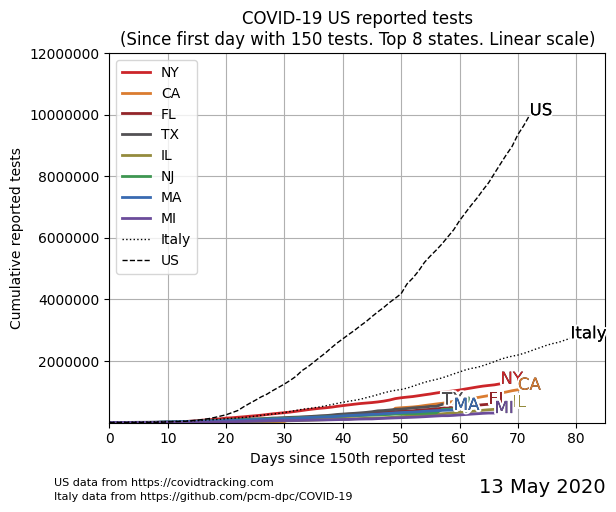 COVID-19 US reported tests
(Since first day with 150 tests. Top 8 states. Linear scale)
12000000
10000000
8000000
6000000
4000000
2000000
Cumulative reported tests
NY
CA
FL
TX
IL
NJ
MA
MI
Italy
US
US
Italy
NY
CA
TX
FL
IL
MA
MI
0
10
20
30
40
50
60
70
80
Days since 150th reported test
US data from https://covidtracking.com
Italy data from https://github.com/pcm-dpc/COVID-19
13 May 2020